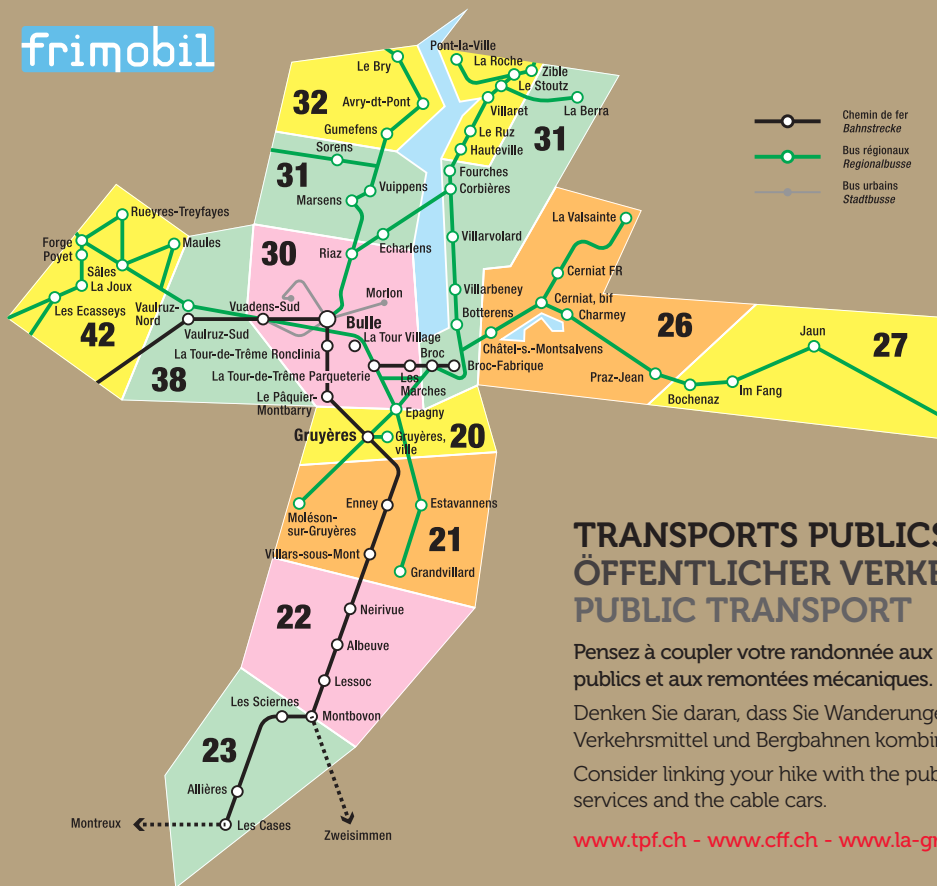 frimobil
Pont-la-Ville
La Roche
Zible
Le Stoutz
Le Bry
32
Avry-dt-Pont
Villaret
La Berra
Gumefens
Le Ruz
31
Hauteville
Sorens
31
Fourches
Vuippens
Corbières
Marsens
Chemin de fer
Bahnstrecke
Bus régionaux
Regionalbusse
Bus urbains
Stadtbusse
Rueyres-Treyfayes
La Valsainte
Forge
Poyet
Maules
30
Echarlens
Villarvolard
Riaz
Sâles
La Joux
Cerniat FR
Les Ecasseys
Vaulruz-
Nord
Vuadens-Sud
Morlon
Villarbeney
Cerniat, bif
42
Bulle
Botterens
Charmey
26
Vaulruz-Sud
La Tour Village
Jaun
27
La Tour-de-Trême Ronclinia
Broc
Châtel-s.-Montsalvens
38
La Tour-de-Trême Parqueterie
Les
Marches
Broc-Fabrique
Praz-Jean
Le Pâquier-
Montbarry
Bochenaz
Im Fang
Epagny
Gruyères
Gruyères,
ville
20
Enney
Estavannens
Moléson-
sur-Gruyères
21
Villars-sous-Mont
Grandvillard
22
Neirivue
Albeuve
Lessoc
Les Sciernes
Montbovon
23
Allières
Montreux
Les Cases
Zweisimmen
TRANSPORTS PUBLICS
ÖFFENTLICHER VERKE
PUBLIC TRANSPORT
Pensez à coupler votre randonnée aux
publics et aux remontées mécaniques.
Denken Sie daran, dass Sie Wanderunge
Verkehrsmittel und Bergbahnen kombin
Consider linking your hike with the pub
services and the cable cars.
www.tpf.ch - www.cff.ch - www.la-gr